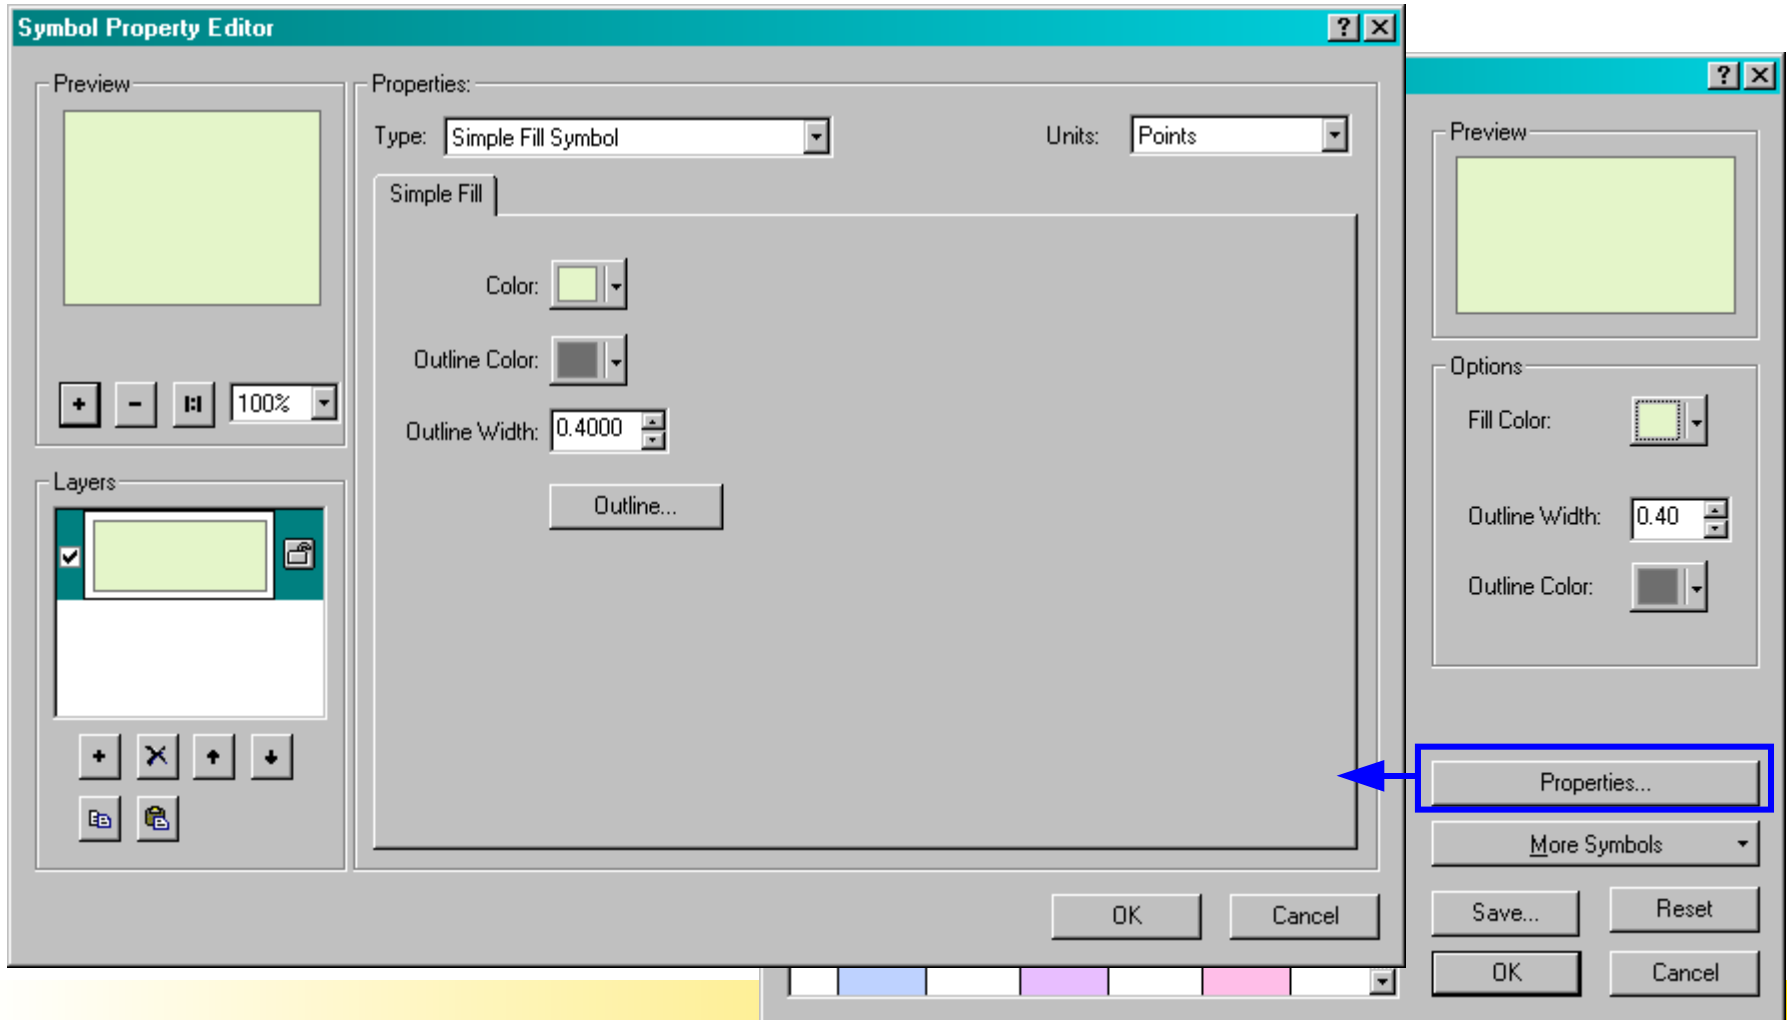 Symbol Property Editor
Preview
100%
Layers
Properties:
Type: Simple Fill Symbol
Units: Points
Simple Fill
Color:
Outline Color:
Outline Width: 0.4000
Outline...
OK Cancel
Preview
Options
Fill Color:
Outline Width: 0.40
Outline Color:
Properties...
More Symbols
Save... Reset
OK Cancel